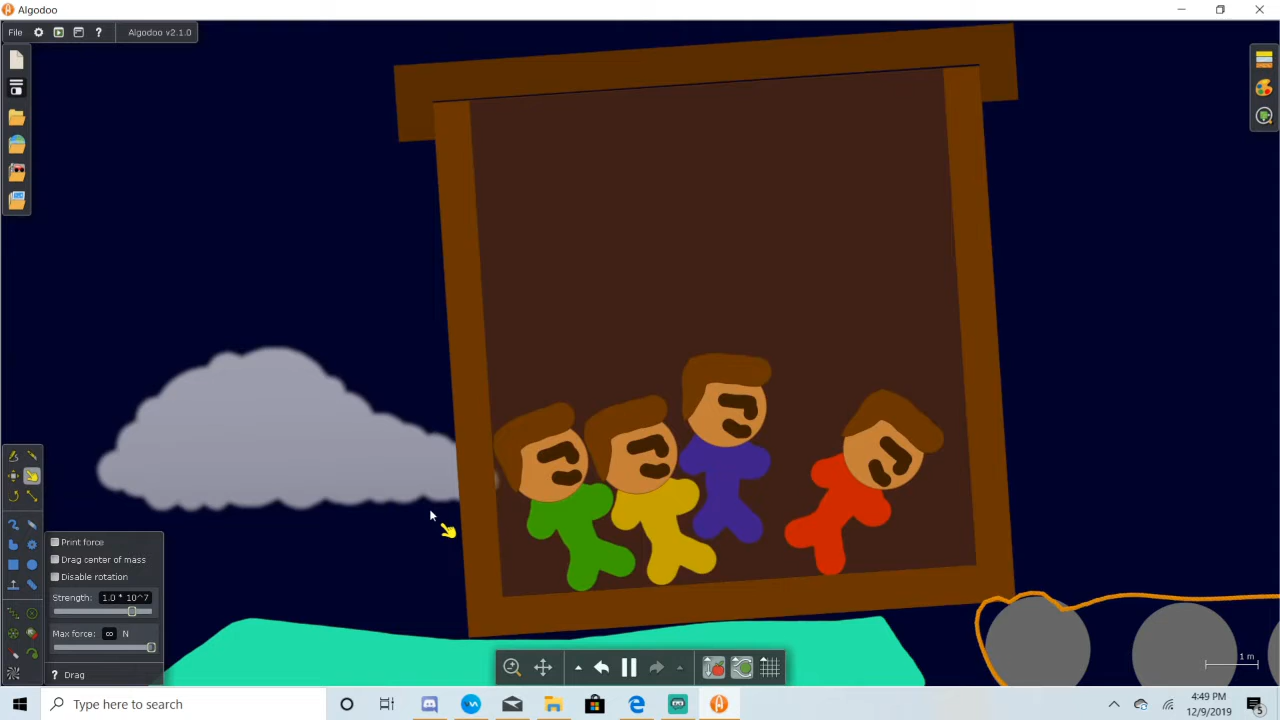 Algodoo
File ? Algodoo v2.1.0
Print force
Drag center of mass
Disable rotation
Strength: 1.0 * 10^7
Max force: ∞ N
? Drag
1 m
Type here to search
4:49 PM
12/9/2019
5